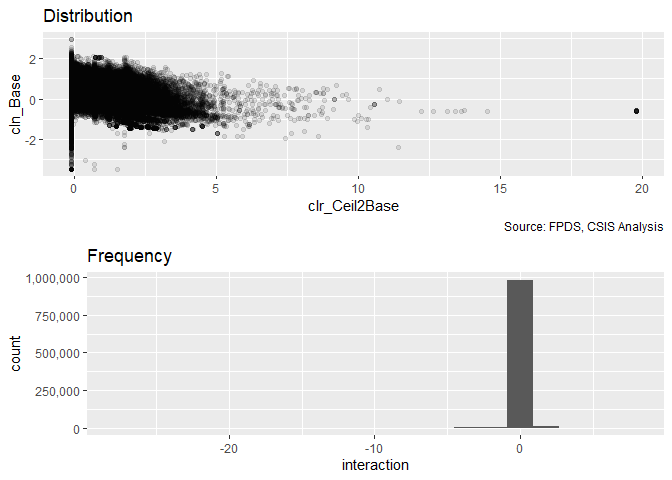 Distribution
2
0
-2
cln_Base
0
5
10
15
20
clr_Ceil2Base
Source: FPDS, CSIS Analysis
Frequency
1,000,000
750,000
500,000
250,000
0
count
-20
-10
0
interaction